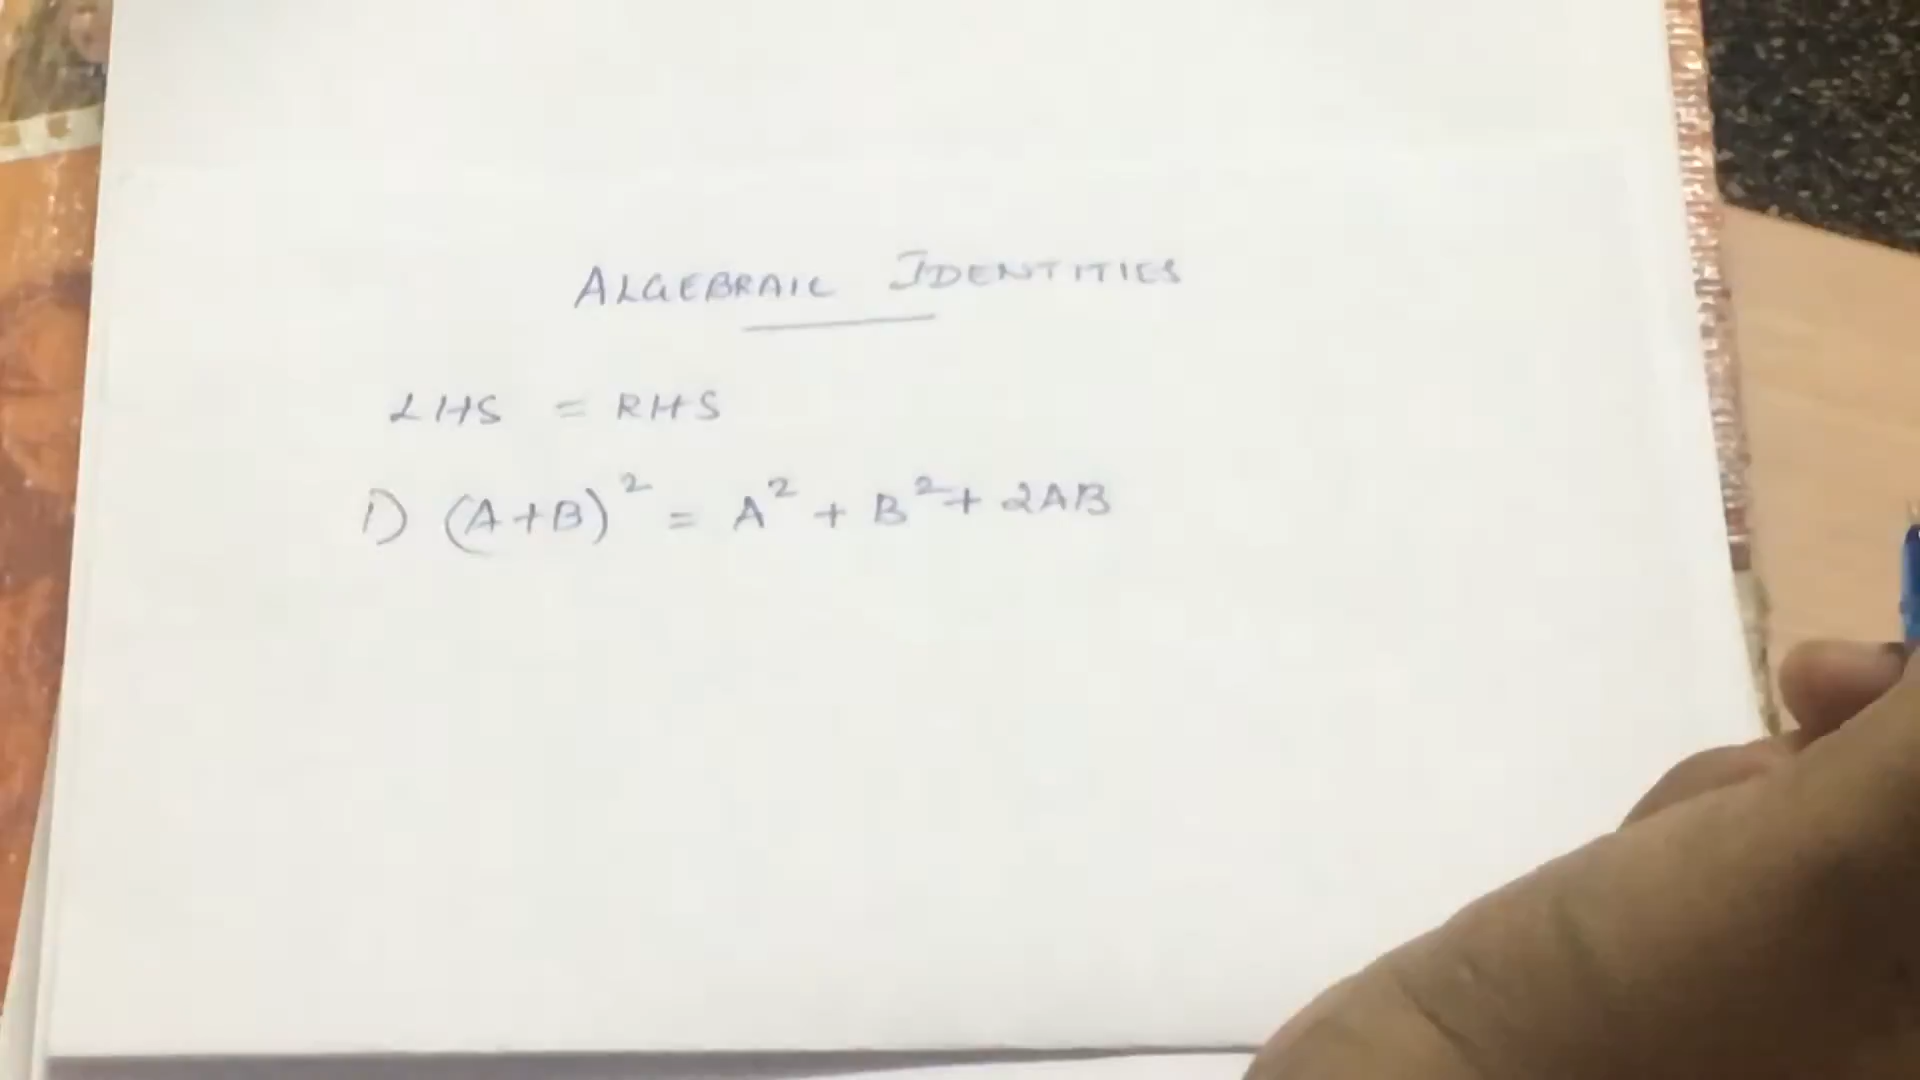 ALGEBRAIC IDENTITIES
LHS = RHS
1) (A+B)² = A² + B² + 2AB